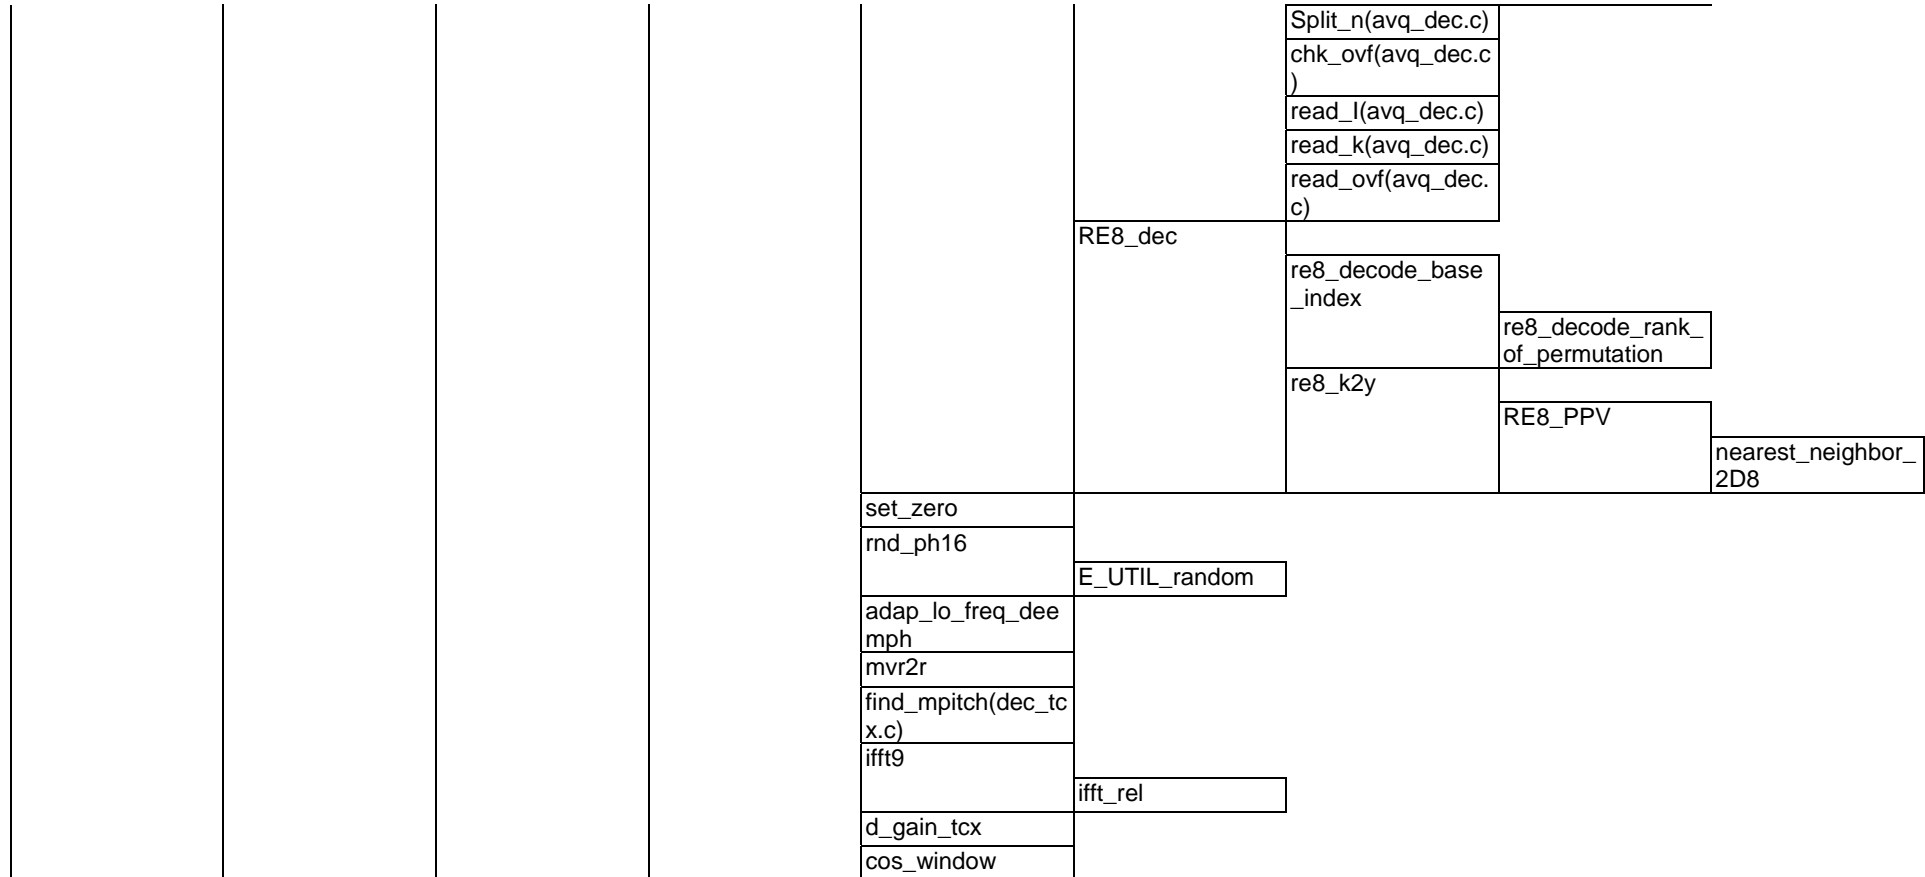 Split_n(avq_dec.c)
chk_ovf(avq_dec.c
)
read_I(avq_dec.c)
read_k(avq_dec.c)
read_ovf(avq_dec.
c)
RE8_dec
re8_decode_base
_index
re8_decode_rank_
of_permutation
re8_k2y
RE8_PPV
nearest_neighbor_
2D8
set_zero
rnd_ph16
E_UTIL_random
adap_lo_freq_dee
mph
mvr2r
find_mpitch(dec_tc
x.c)
ifft9
ifft_rel
d_gain_tcx
cos_window